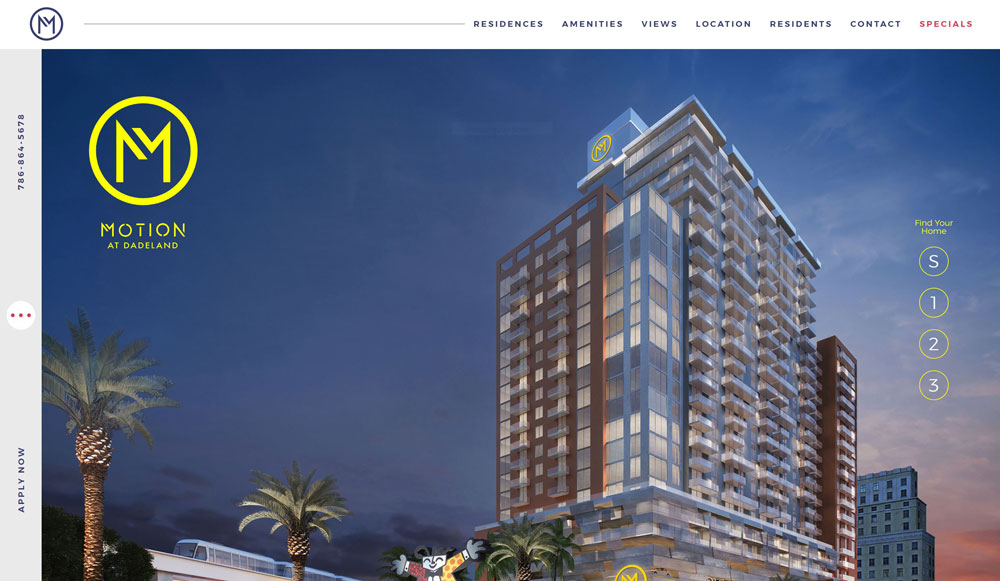 M
RESIDENCES AMENITIES VIEWS LOCATION RESIDENTS CONTACT SPECIALS
786-864-5678
APPLY NOW
M
MOTION
AT DADELAND
M
Find Your
Home
S
1
2
3
M